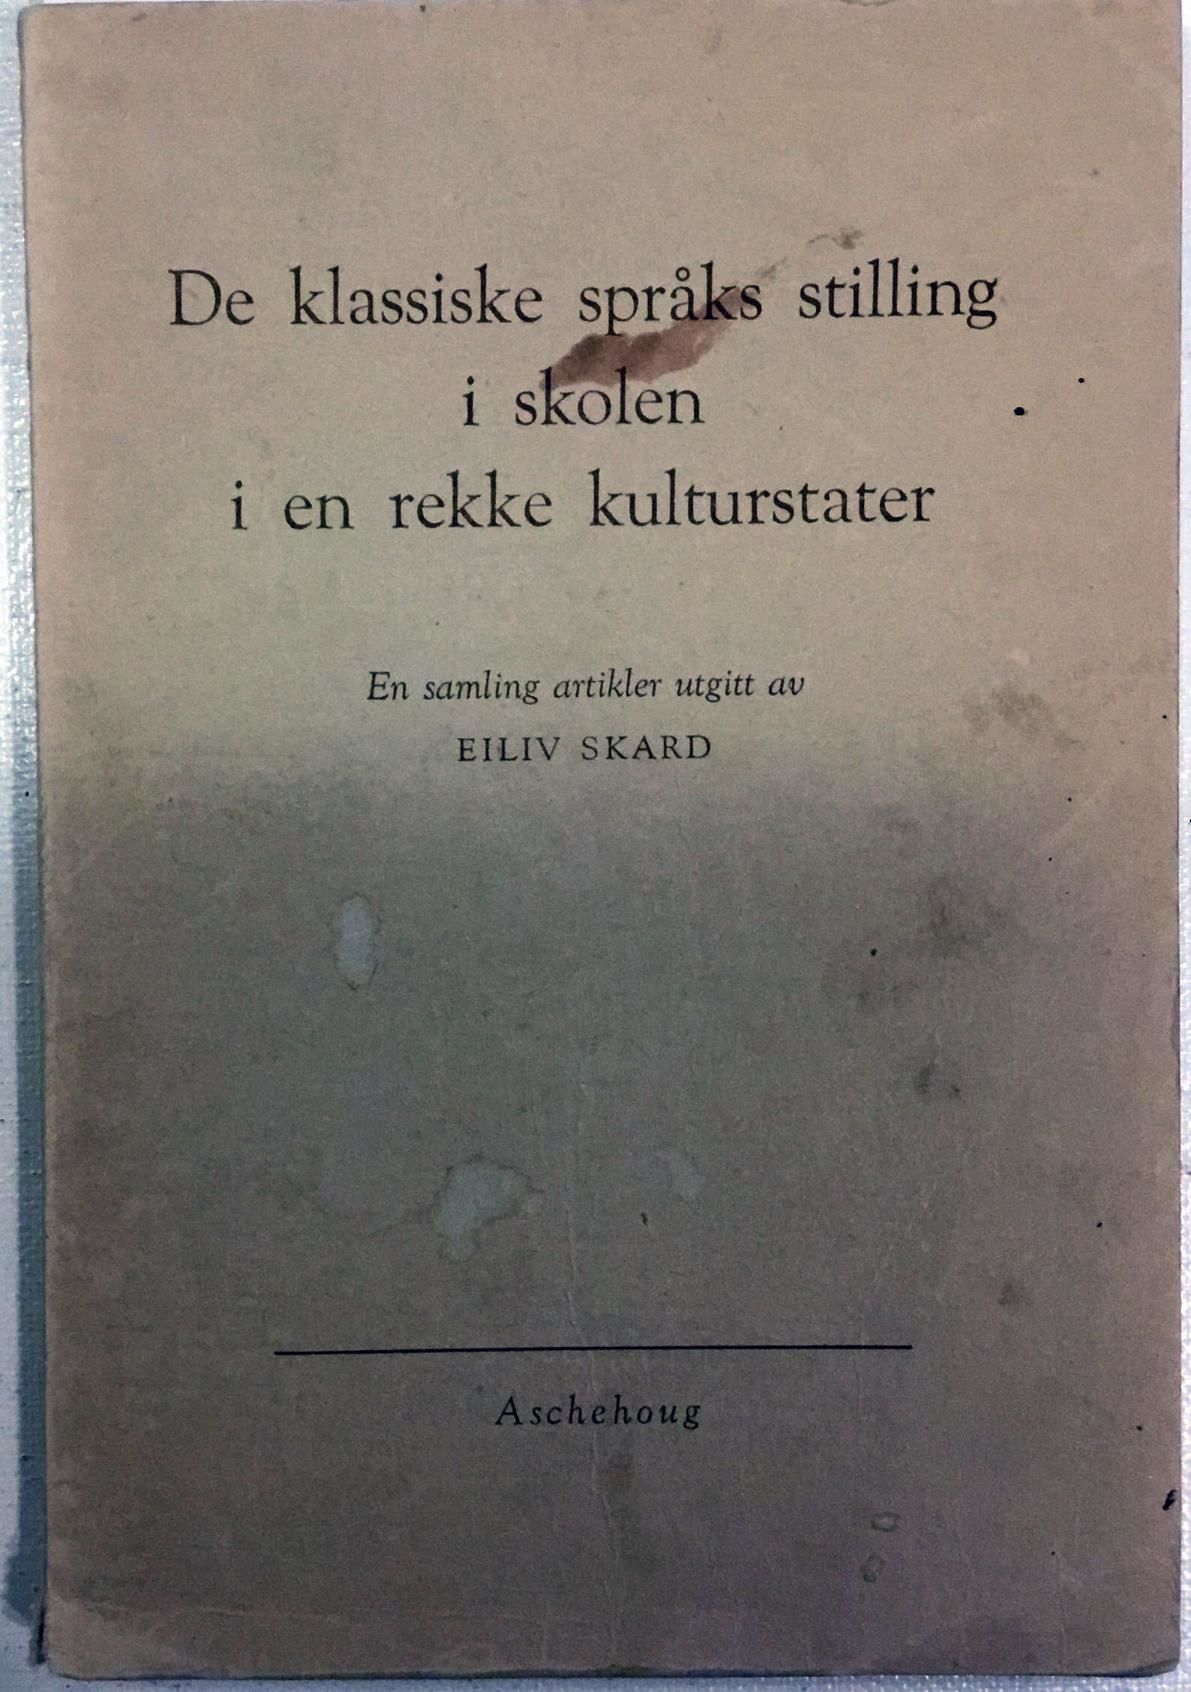 De klassiske språks stilling
i skolen
i en rekke kulturstater
En samling artikler utgitt av
EILIV SKARD
Aschehoug